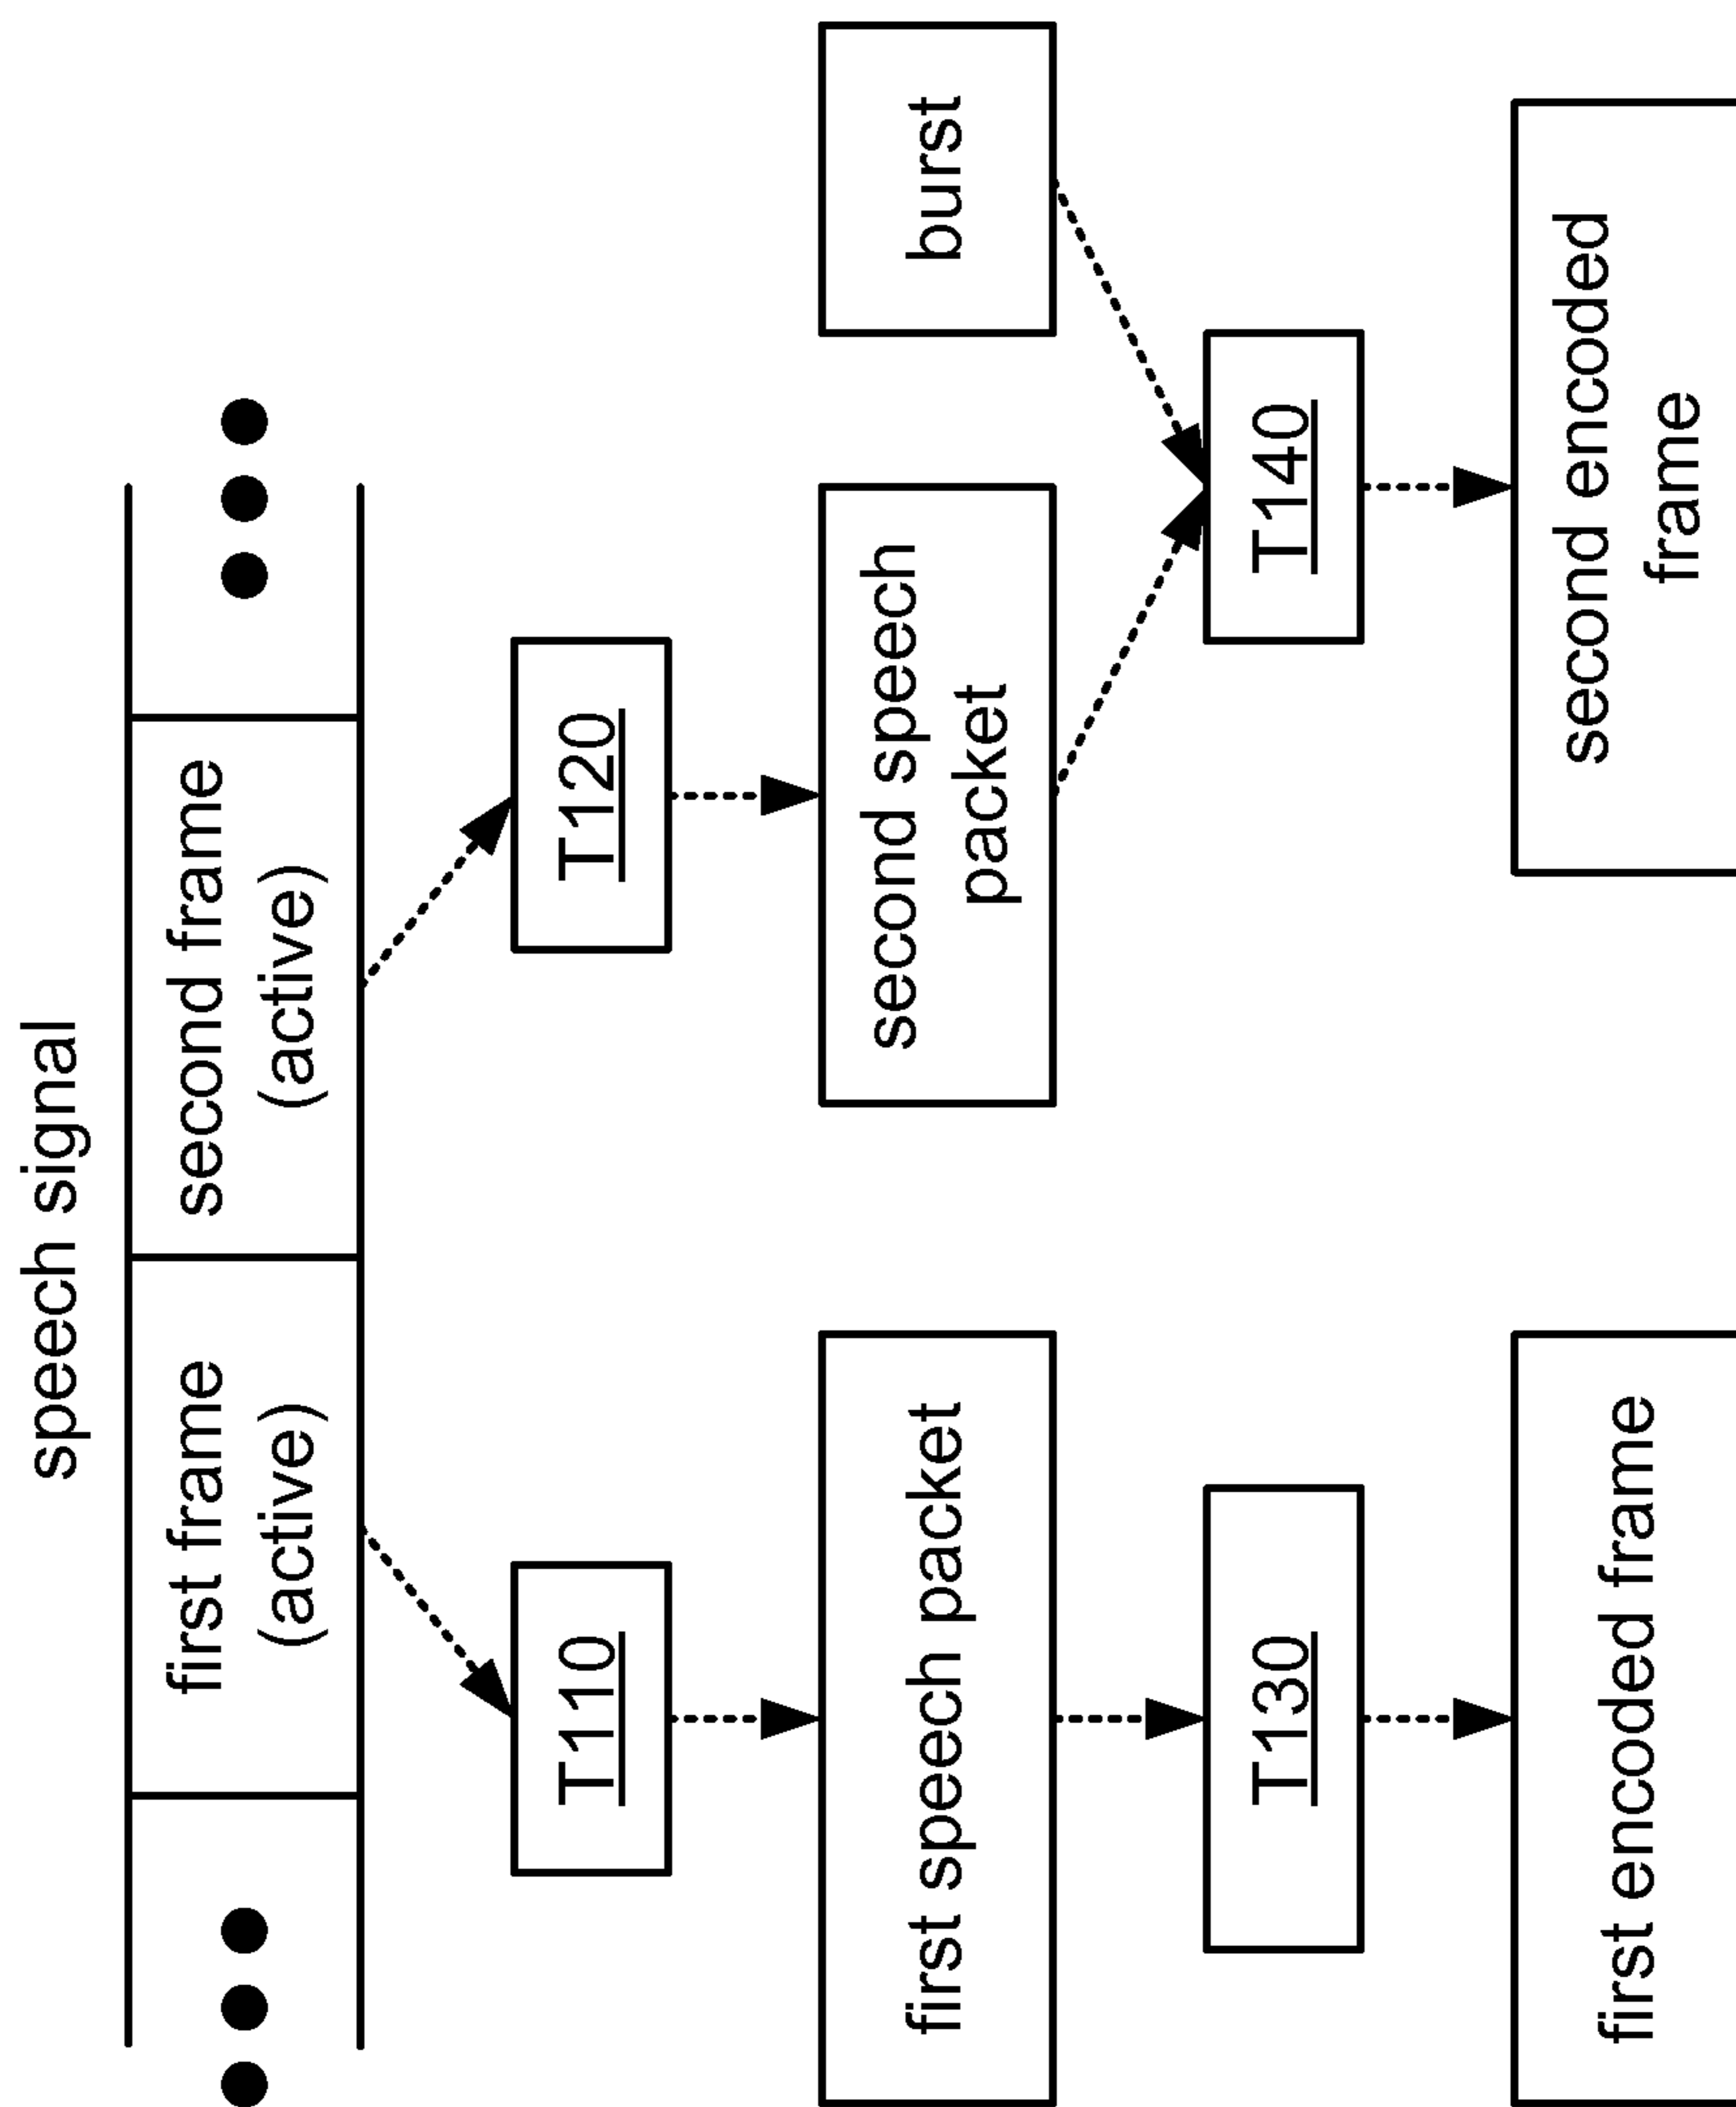 speech signal
first frame
(active)
second frame
(active)
T110
T120
first speech packet
second speech
packet
burst
T130
T140
first encoded frame
second encoded
frame